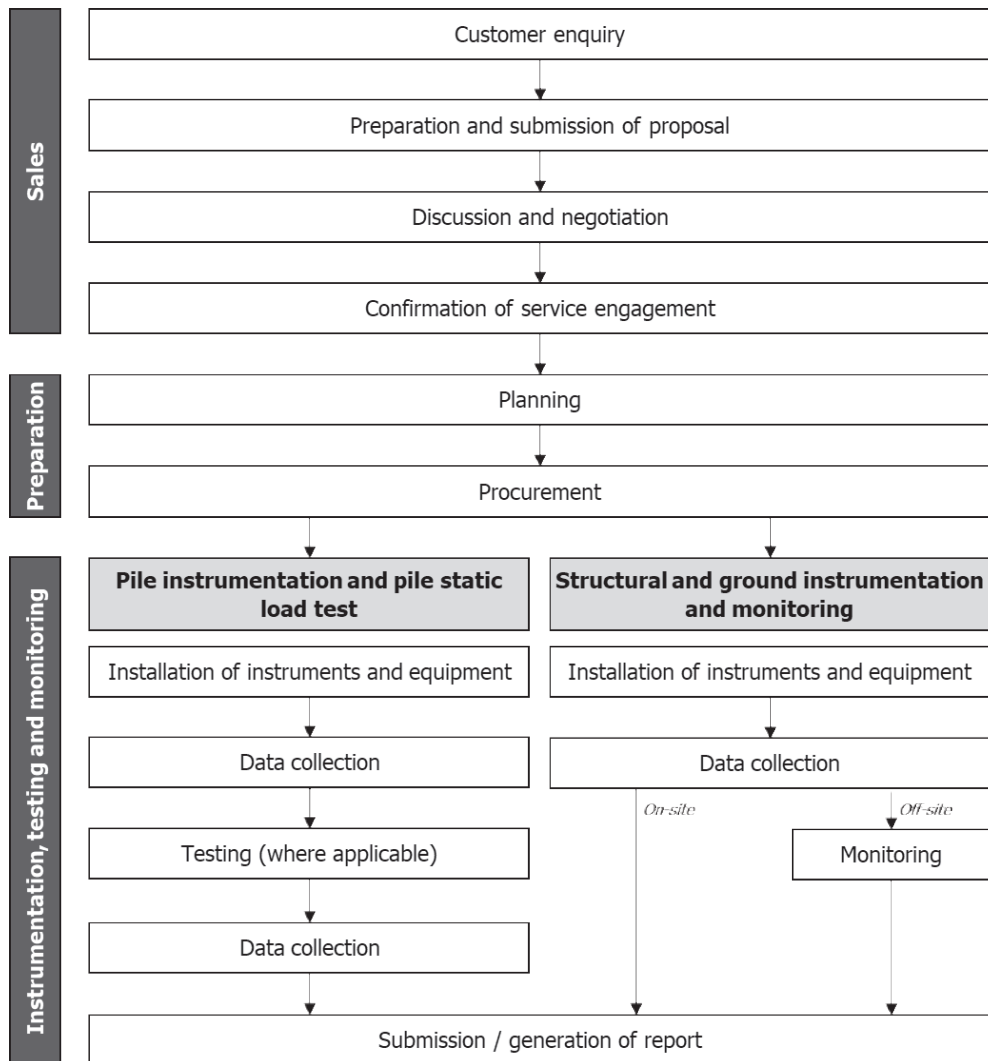 Sales
Customer enquiry
Preparation and submission of proposal
Discussion and negotiation
Confirmation of service engagement
Preparation
Planning
Procurement
Instrumentation, testing and monitoring
Pile instrumentation and pile static
load test
Installation of instruments and equipment
Data collection
Testing (where applicable)
Data collection
Structural and ground instrumentation
and monitoring
Installation of instruments and equipment
Data collection
On-site
Off-site
Monitoring
Submission / generation of report